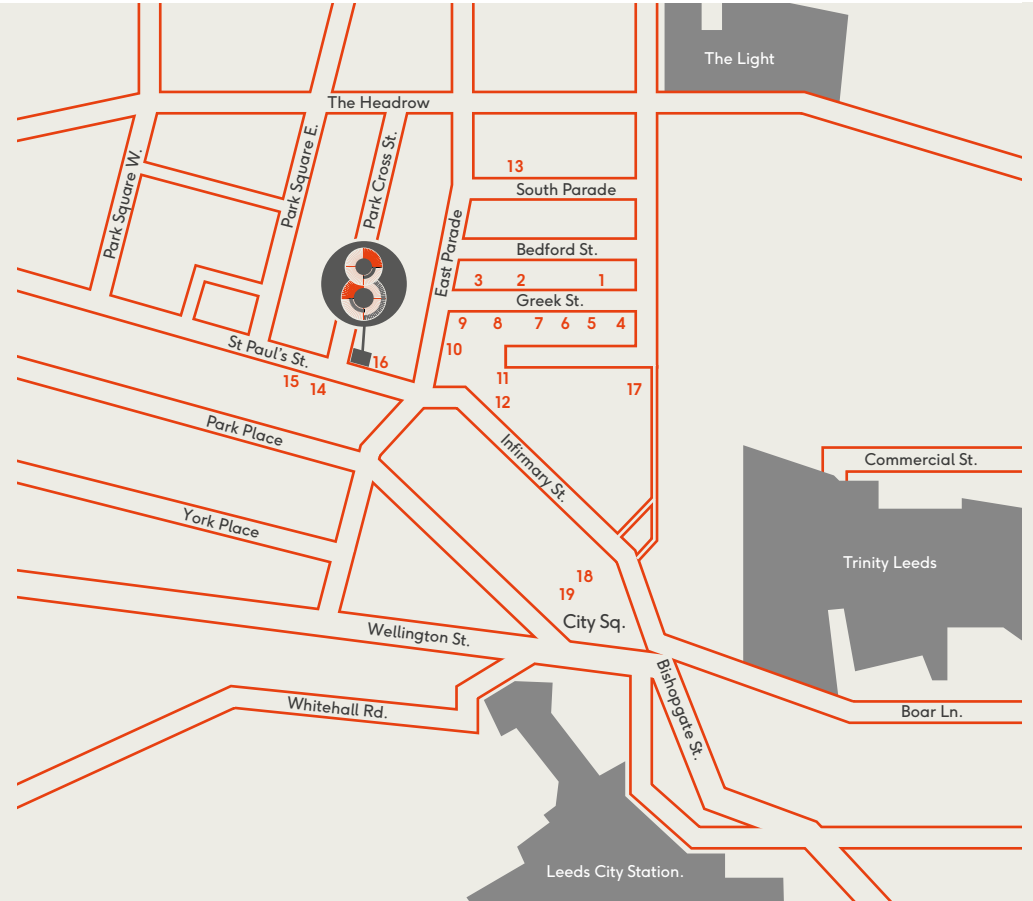 The Light
The Headrow
Park Square W.
Park Square E.
Park Cross St.
13
South Parade
East Parade
Bedford St.
3
2
1
Greek St.
9
8
7
6
5
4
10
St Paul's St.
16
15
14
11
12
17
Park Place
Infirmary St.
Commercial St.
York Place
Trinity Leeds
18
19
City Sq.
Wellington St.
Bishopgate St.
Whitehall Rd.
Boar Ln.
Leeds City Station.